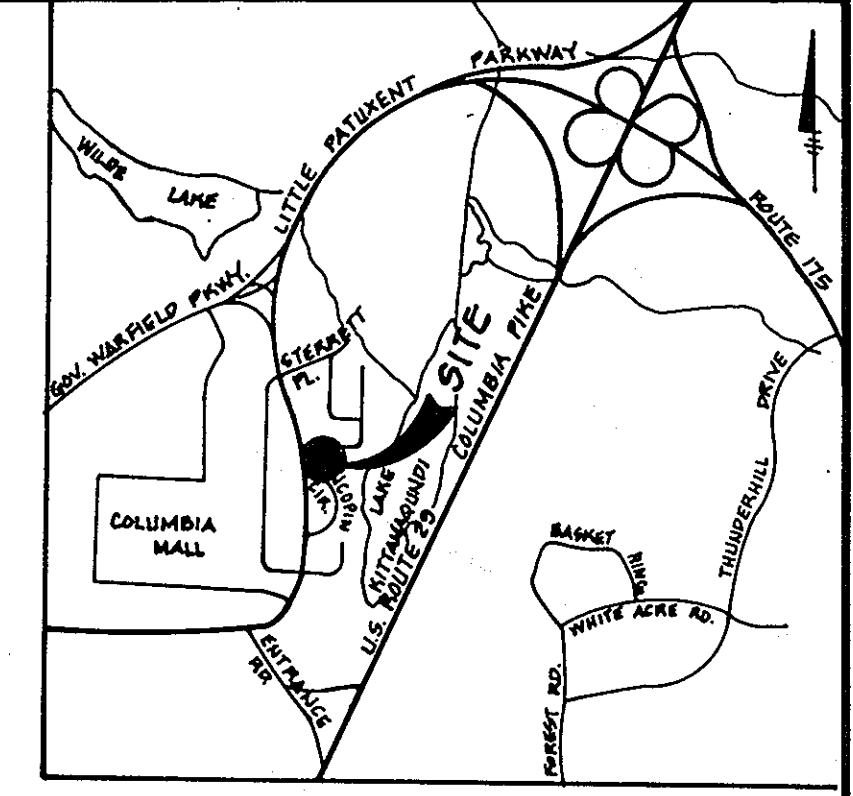 PARKWAY
LITTLE PATUXENT
WILDE
LAKE
ROUTE 175
GOV. WARFIELD PKWY.
STERRETT
PL.
SITE
COLUMBIA PIKE
DRIVE
THUNDERHILL
LAKE
KITTAMAQUNDI
CIR.
COLUMBIA
MALL
U.S. ROUTE 29
BASKET
RING
WHITE ACRE RD.
ENTRANCE
RD.
FOREST RD.